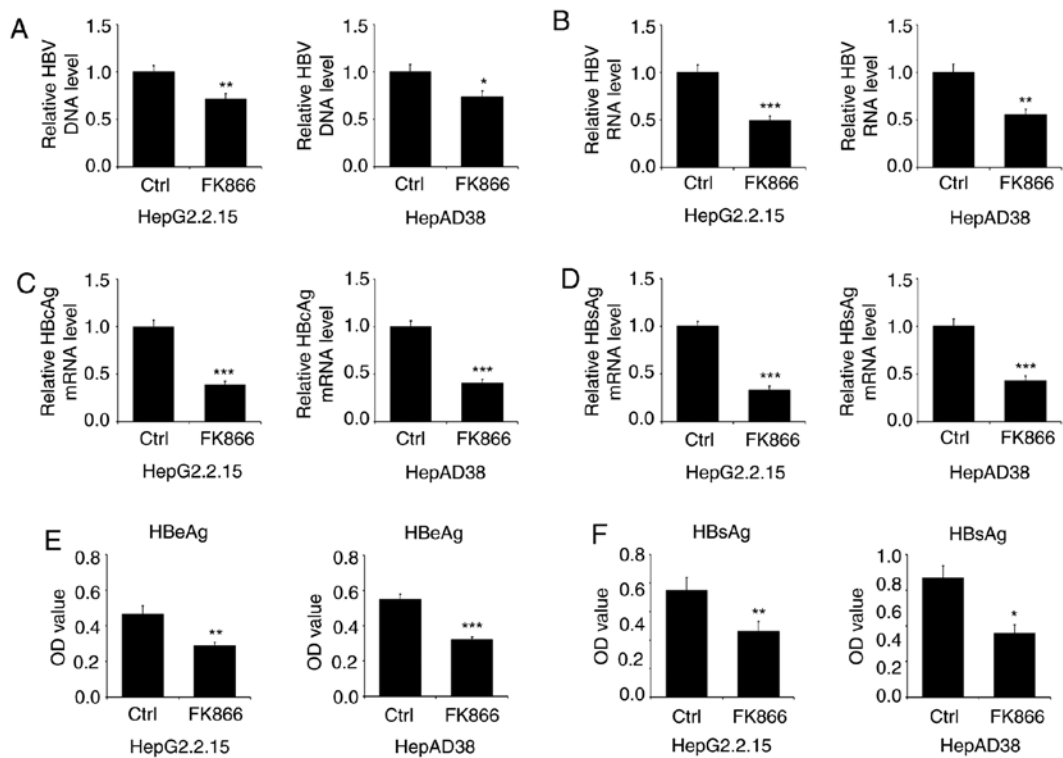 A
Relative HBV
DNA level
1.5
1.0
0.5
0.0
**
Ctrl
FK866
HepG2.2.15
Relative HBV
DNA level
1.5
1.0
0.5
0.0
*
Ctrl
FK866
HepAD38
B
Relative HBV
RNA level
1.5
1.0
0.5
0.0
***
Ctrl
FK866
HepG2.2.15
Relative HBV
RNA level
1.5
1.0
0.5
0.0
**
Ctrl
FK866
HepAD38
C
Relative HBcAg
mRNA level
1.5
1.0
0.5
0.0
***
Ctrl
FK866
HepG2.2.15
Relative HBcAg
mRNA level
1.5
1.0
0.5
0.0
***
Ctrl
FK866
HepAD38
D
Relative HBsAg
mRNA level
1.5
1.0
0.5
0.0
***
Ctrl
FK866
HepG2.2.15
Relative HBsAg
mRNA level
1.5
1.0
0.5
0.0
***
Ctrl
FK866
HepAD38
E
HBeAg
OD value
0.8
0.6
0.4
0.2
0.0
**
Ctrl
FK866
HepG2.2.15
HBeAg
OD value
0.8
0.6
0.4
0.2
0.0
***
Ctrl
FK866
HepAD38
F
HBsAg
OD value
0.8
0.6
0.4
0.2
0.0
**
Ctrl
FK866
HepG2.2.15
HBsAg
OD value
1.0
0.8
0.6
0.4
0.2
0.0
*
Ctrl
FK866
HepAD38